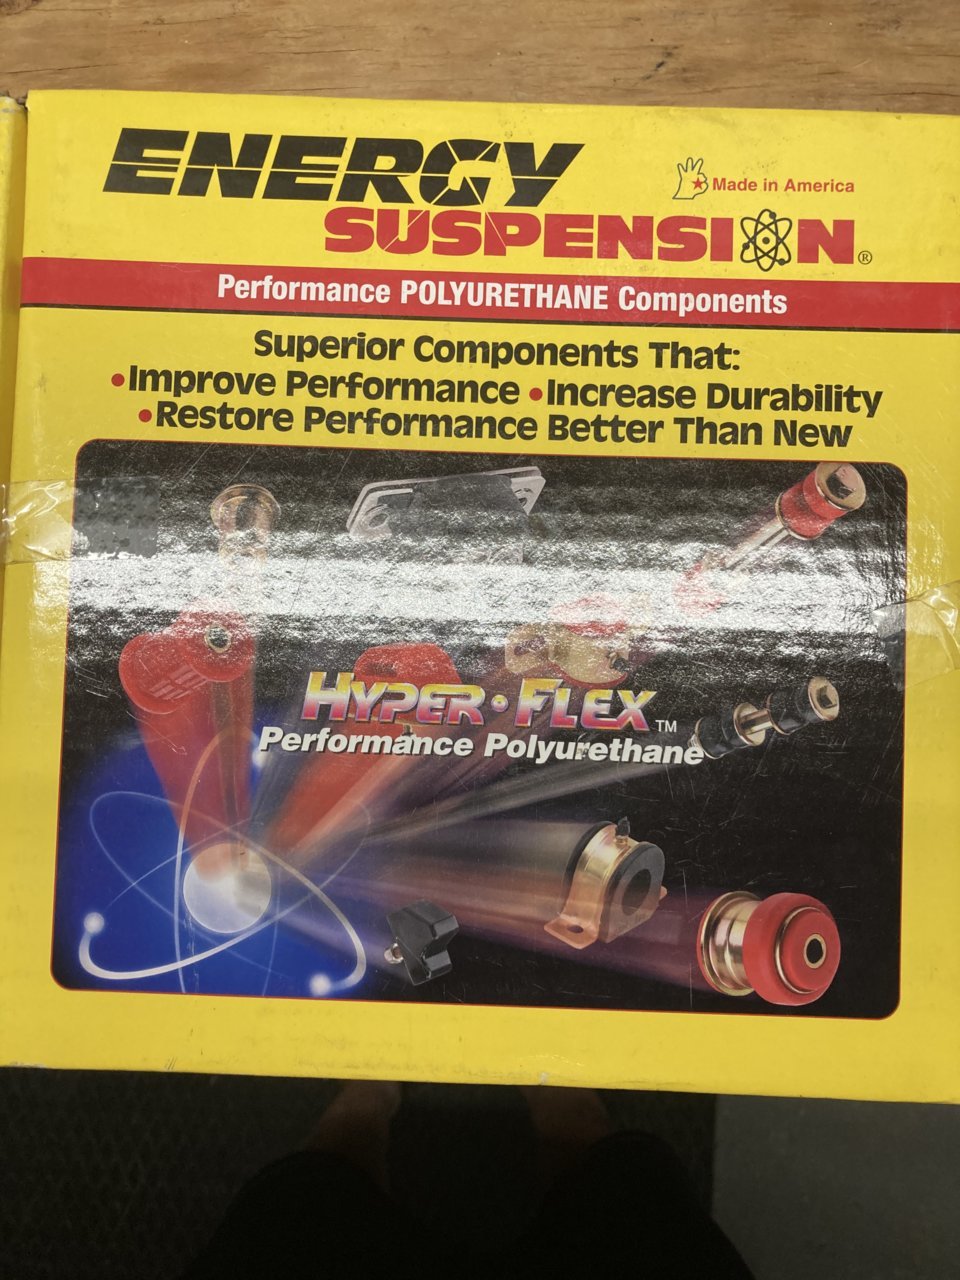 ENERGY
Made in America
SUSPENSION®
Performance POLYURETHANE Components
Superior Components That:
•Improve Performance •Increase Durability
•Restore Performance Better Than New
HYPER•FLEX™
Performance Polyurethane